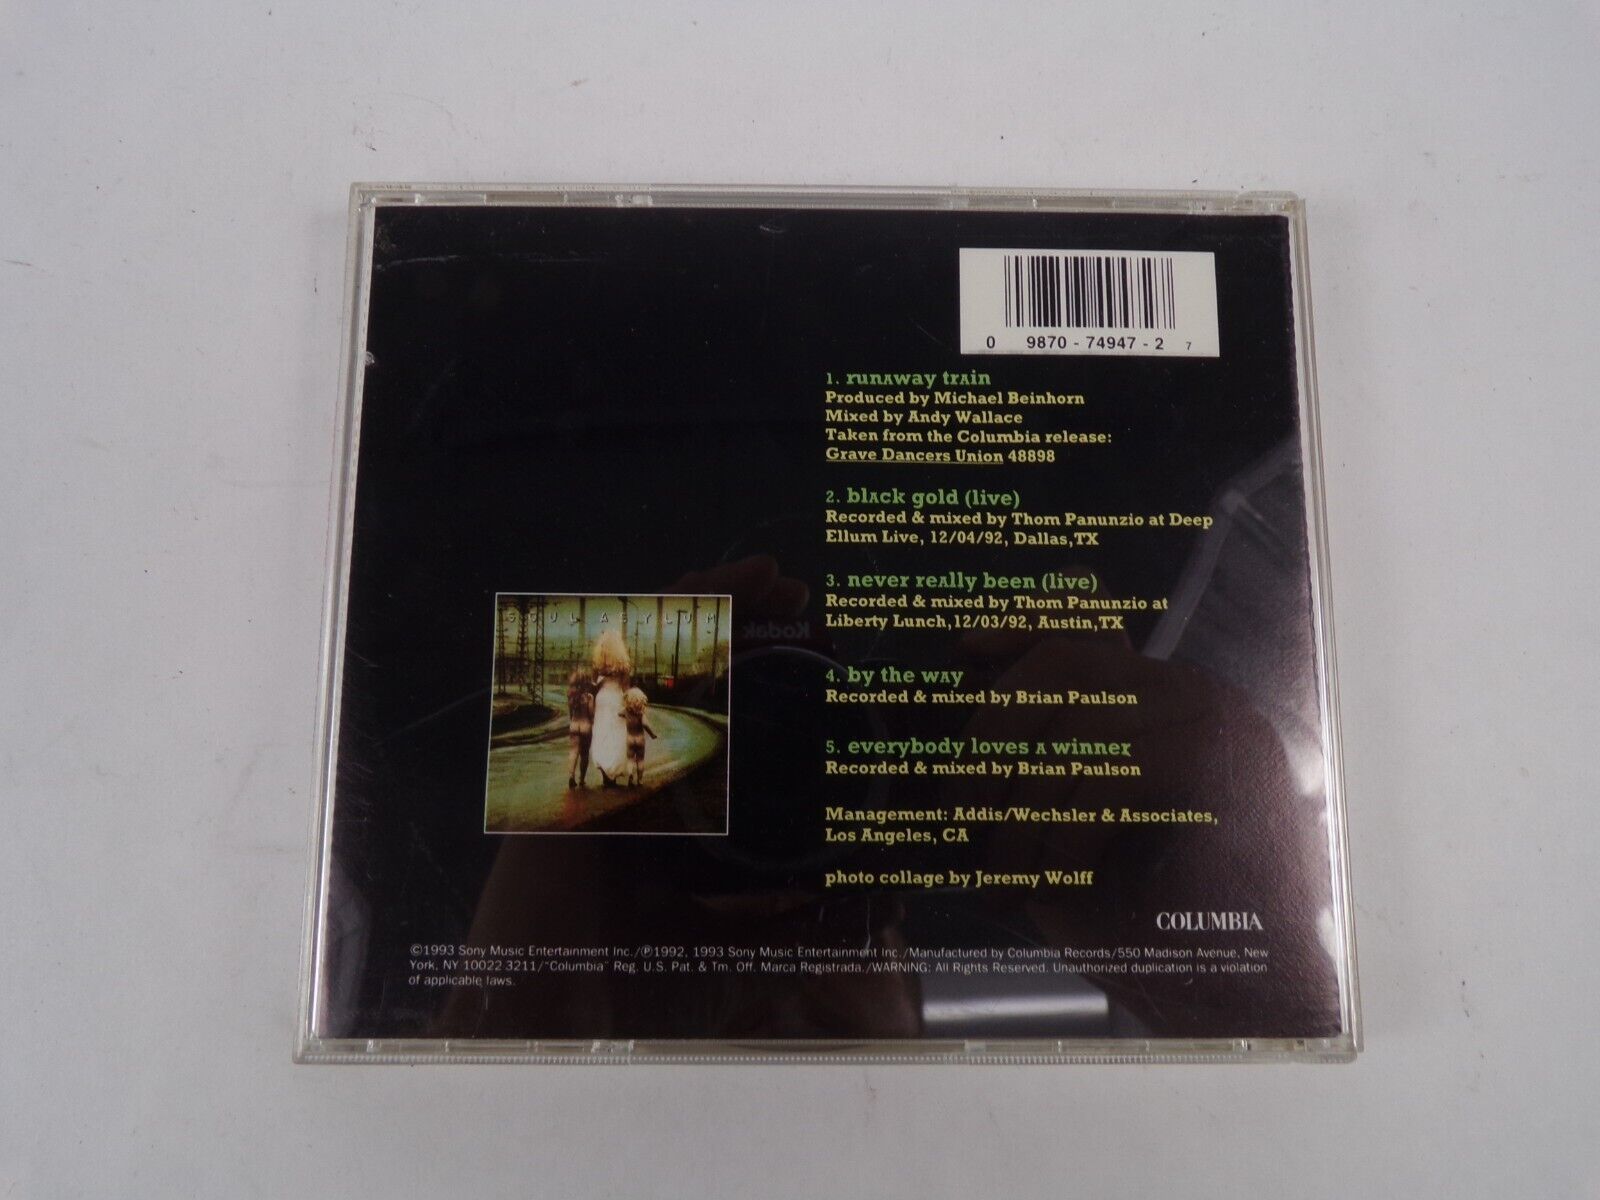 0 9870 - 74947 - 2 7
1. runaway train
Produced by Michael Beinhorn
Mixed by Andy Wallace
Taken from the Columbia release:
Grave Dancers Union 48898
2. black gold (live)
Recorded & mixed by Thom Panunzio at Deep
Ellum Live, 12/04/92, Dallas,TX
3. never really been (live)
Recorded & mixed by Thom Panunzio at
Liberty Lunch,12/03/92, Austin,TX
4. by the way
Recorded & mixed by Brian Paulson
5. everybody loves a winner
Recorded & mixed by Brian Paulson
Management: Addis/Wechsler & Associates,
Los Angeles, CA
photo collage by Jeremy Wolff
SOUL ASYLUM
Kodak
COLUMBIA
©1993 Sony Music Entertainment Inc./℗1992, 1993 Sony Music Entertainment Inc./Manufactured by Columbia Records/550 Madison Avenue, New
York, NY 10022 3211/"Columbia" Reg. U.S. Pat. & Tm. Off. Marca Registrada./WARNING: All Rights Reserved. Unauthorized duplication is a violation
of applicable laws.